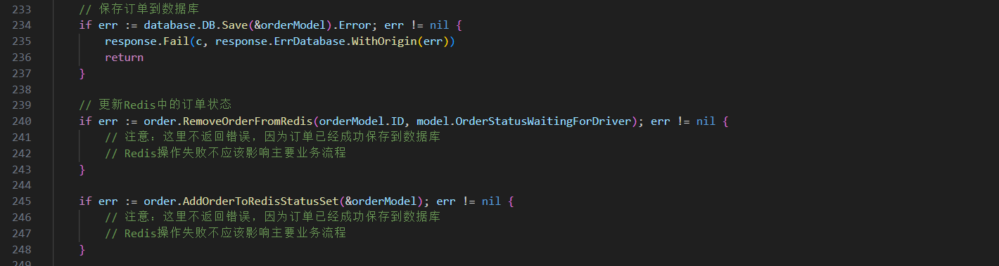 233 // 保存订单到数据库
234 if err := database.DB.Save(&orderModel).Error; err != nil {
235 response.Fail(c, response.ErrDatabase.WithOrigin(err))
236 return
237 }
238
239 // 更新Redis中的订单状态
240 if err := order.RemoveOrderFromRedis(orderModel.ID, model.OrderStatusWaitingForDriver); err != nil {
241 // 注意：这里不返回错误，因为订单已经成功保存到数据库
242 // Redis操作失败不应该影响主要业务流程
243 }
244
245 if err := order.AddOrderToRedisStatusSet(&orderModel); err != nil {
246 // 注意：这里不返回错误，因为订单已经成功保存到数据库
247 // Redis操作失败不应该影响主要业务流程
248 }
249